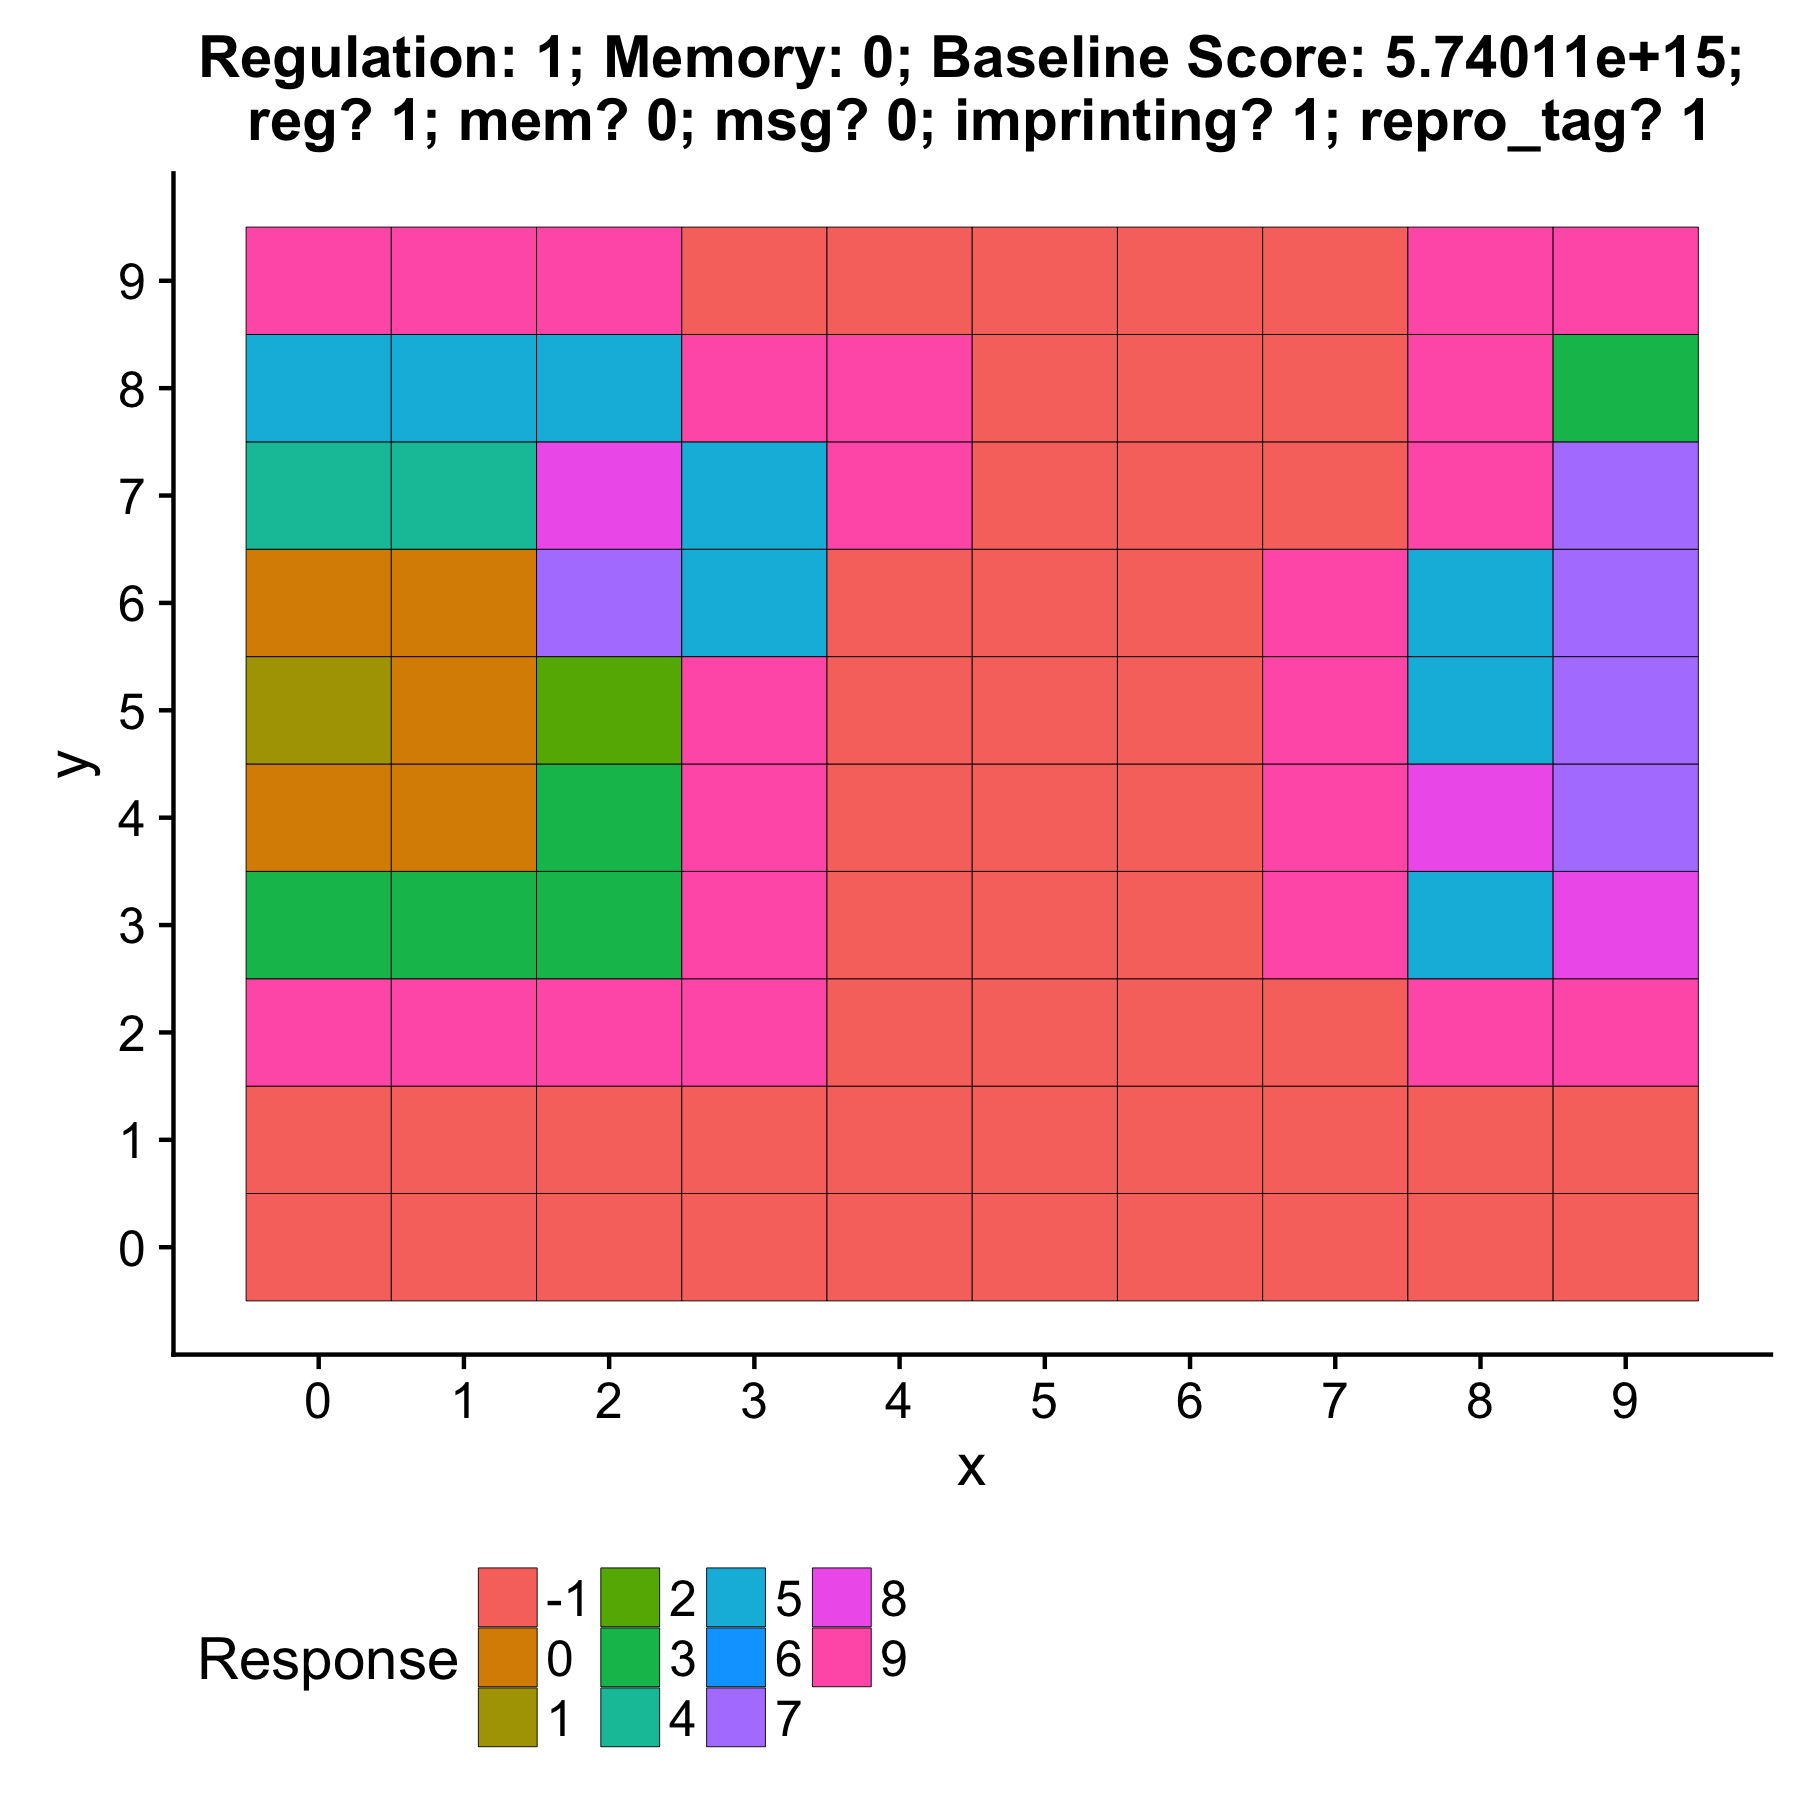 Regulation: 1; Memory: 0; Baseline Score: 5.74011e+15;
reg? 1; mem? 0; msg? 0; imprinting? 1; repro_tag? 1
9
8
7
6
5
4
3
2
1
0
y
0 1 2 3 4 5 6 7 8 9
x
Response
-1 2 5 8
0 3 6 9
1 4 7